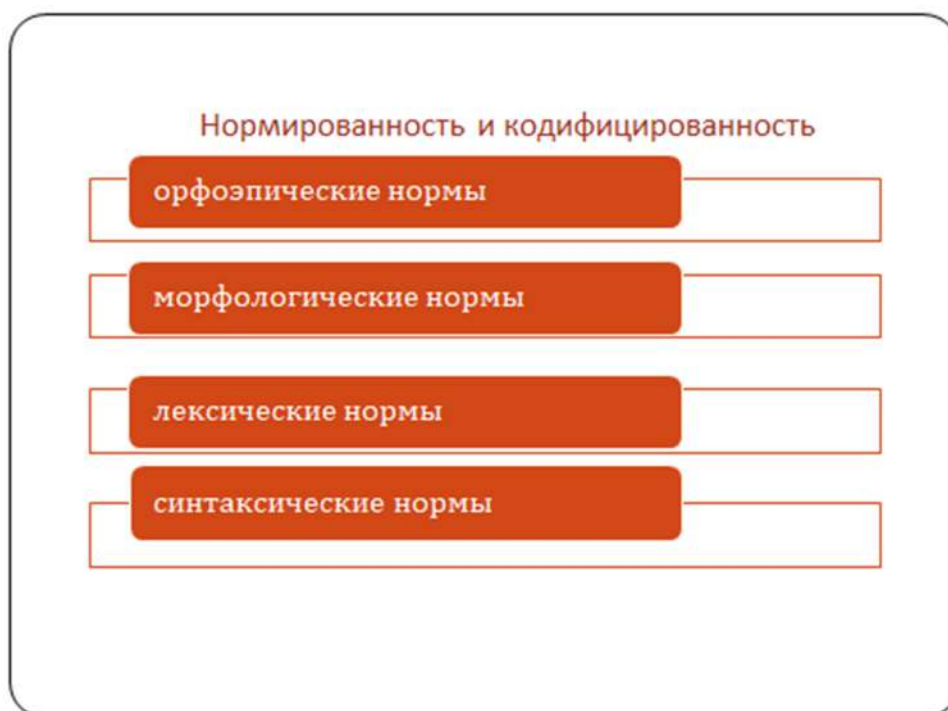 Нормированность и кодифицированность
орфоэпические нормы
морфологические нормы
лексические нормы
синтаксические нормы